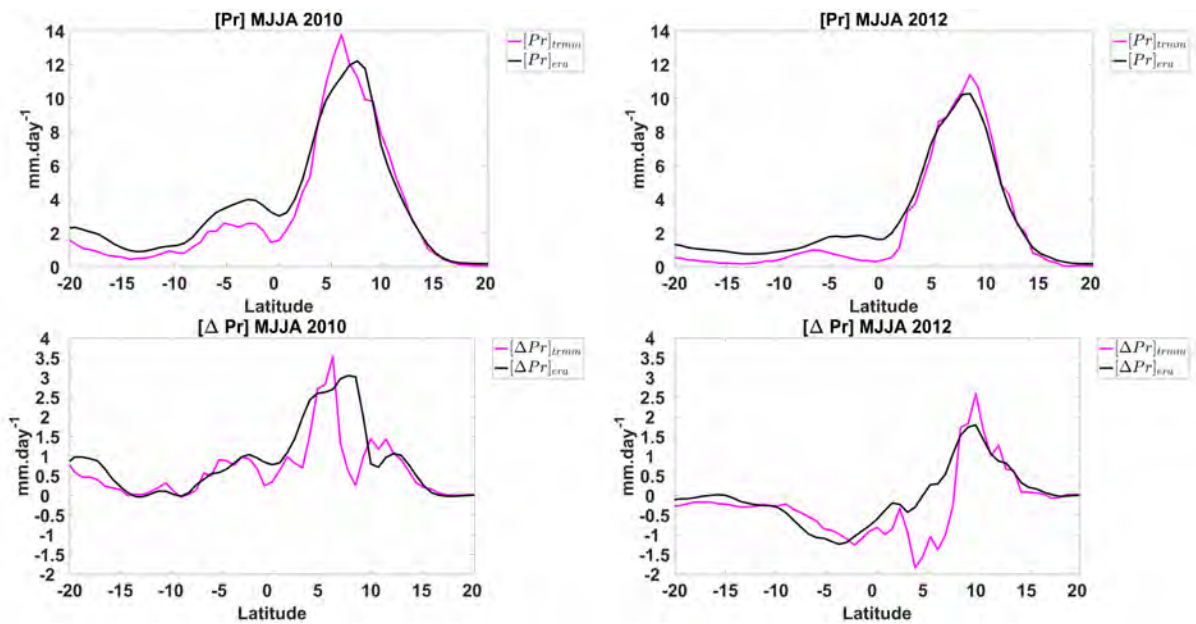 [Pr] MJJA 2010
14
12
10
8
6
4
2
0
mm.day-1
-20 -15 -10 -5 0 5 10 15 20
Latitude
[Pr]trmm
[Pr]era
[Pr] MJJA 2012
14
12
10
8
6
4
2
0
mm.day-1
-20 -15 -10 -5 0 5 10 15 20
Latitude
[Pr]trmm
[Pr]era
[Δ Pr] MJJA 2010
4
3.5
3
2.5
2
1.5
1
0.5
0
-0.5
-1
-1.5
-2
mm.day-1
-20 -15 -10 -5 0 5 10 15 20
Latitude
[ΔPr]trmm
[ΔPr]era
[Δ Pr] MJJA 2012
4
3.5
3
2.5
2
1.5
1
0.5
0
-0.5
-1
-1.5
-2
mm.day-1
-20 -15 -10 -5 0 5 10 15 20
Latitude
[ΔPr]trmm
[ΔPr]era